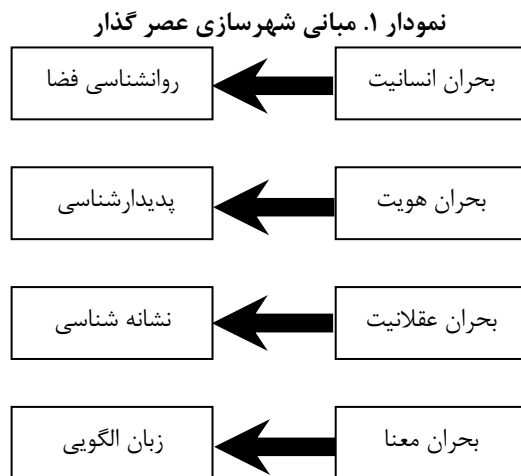 نمودار ۱. مبانی شهرسازی عصر گذار
بحران انسانیت
روانشناسی فضا
بحران هویت
پدیدارشناسی
بحران عقلانیت
نشانه شناسی
بحران معنا
زبان الگویی